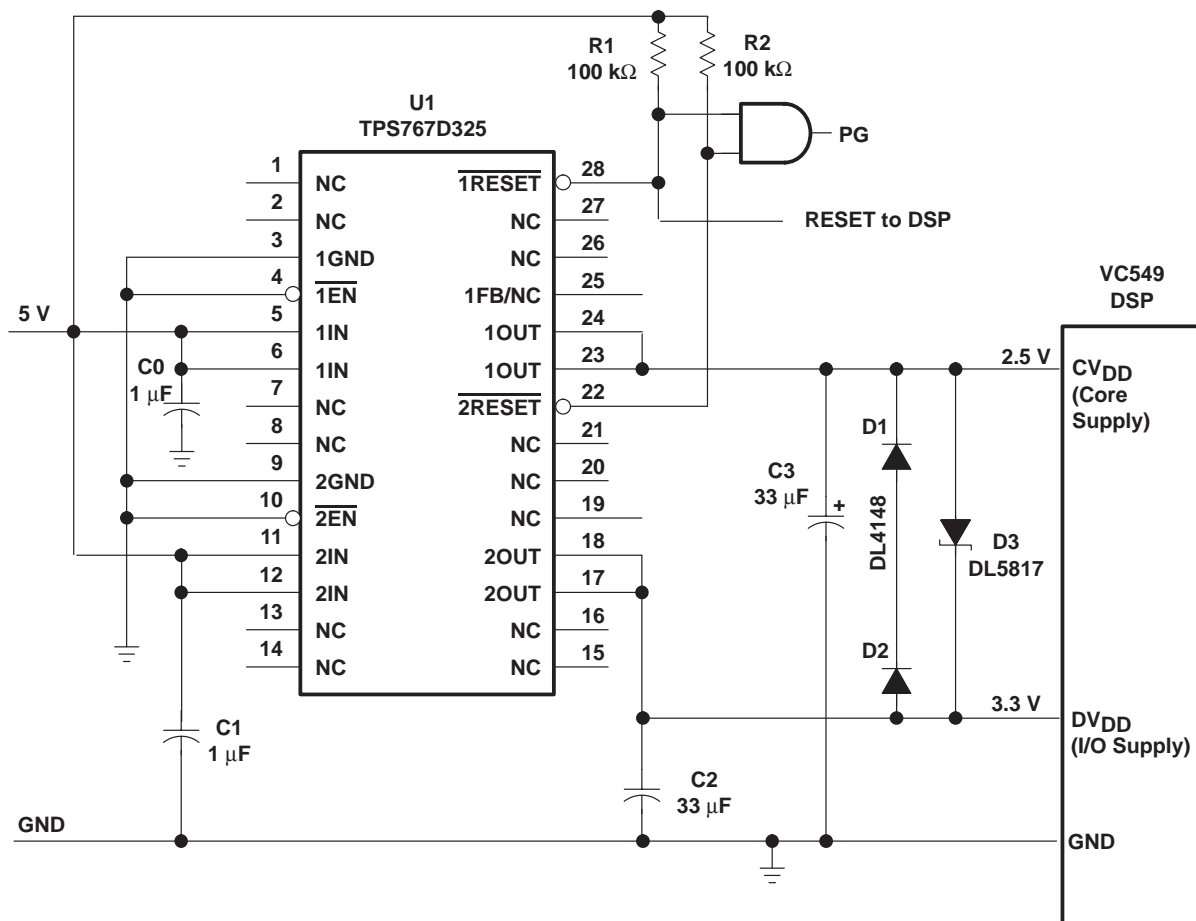 R1
100 kΩ
R2
100 kΩ
PG
U1
TPS767D325
1
NC
2
NC
3
1GND
4
1EN
5
1IN
6
1IN
7
NC
8
NC
9
2GND
10
2EN
11
2IN
12
2IN
13
NC
14
NC
1RESET
28
NC
27
NC
26
1FB/NC
25
1OUT
24
1OUT
23
2RESET
22
NC
21
NC
20
NC
19
2OUT
18
2OUT
17
NC
16
NC
15
RESET to DSP
5 V
C0
1 μF
C1
1 μF
GND
C2
33 μF
C3
33 μF
+
D1
DL4148
D2
D3
DL5817
VC549
DSP
2.5 V
CVDD
(Core
Supply)
3.3 V
DVDD
(I/O Supply)
GND